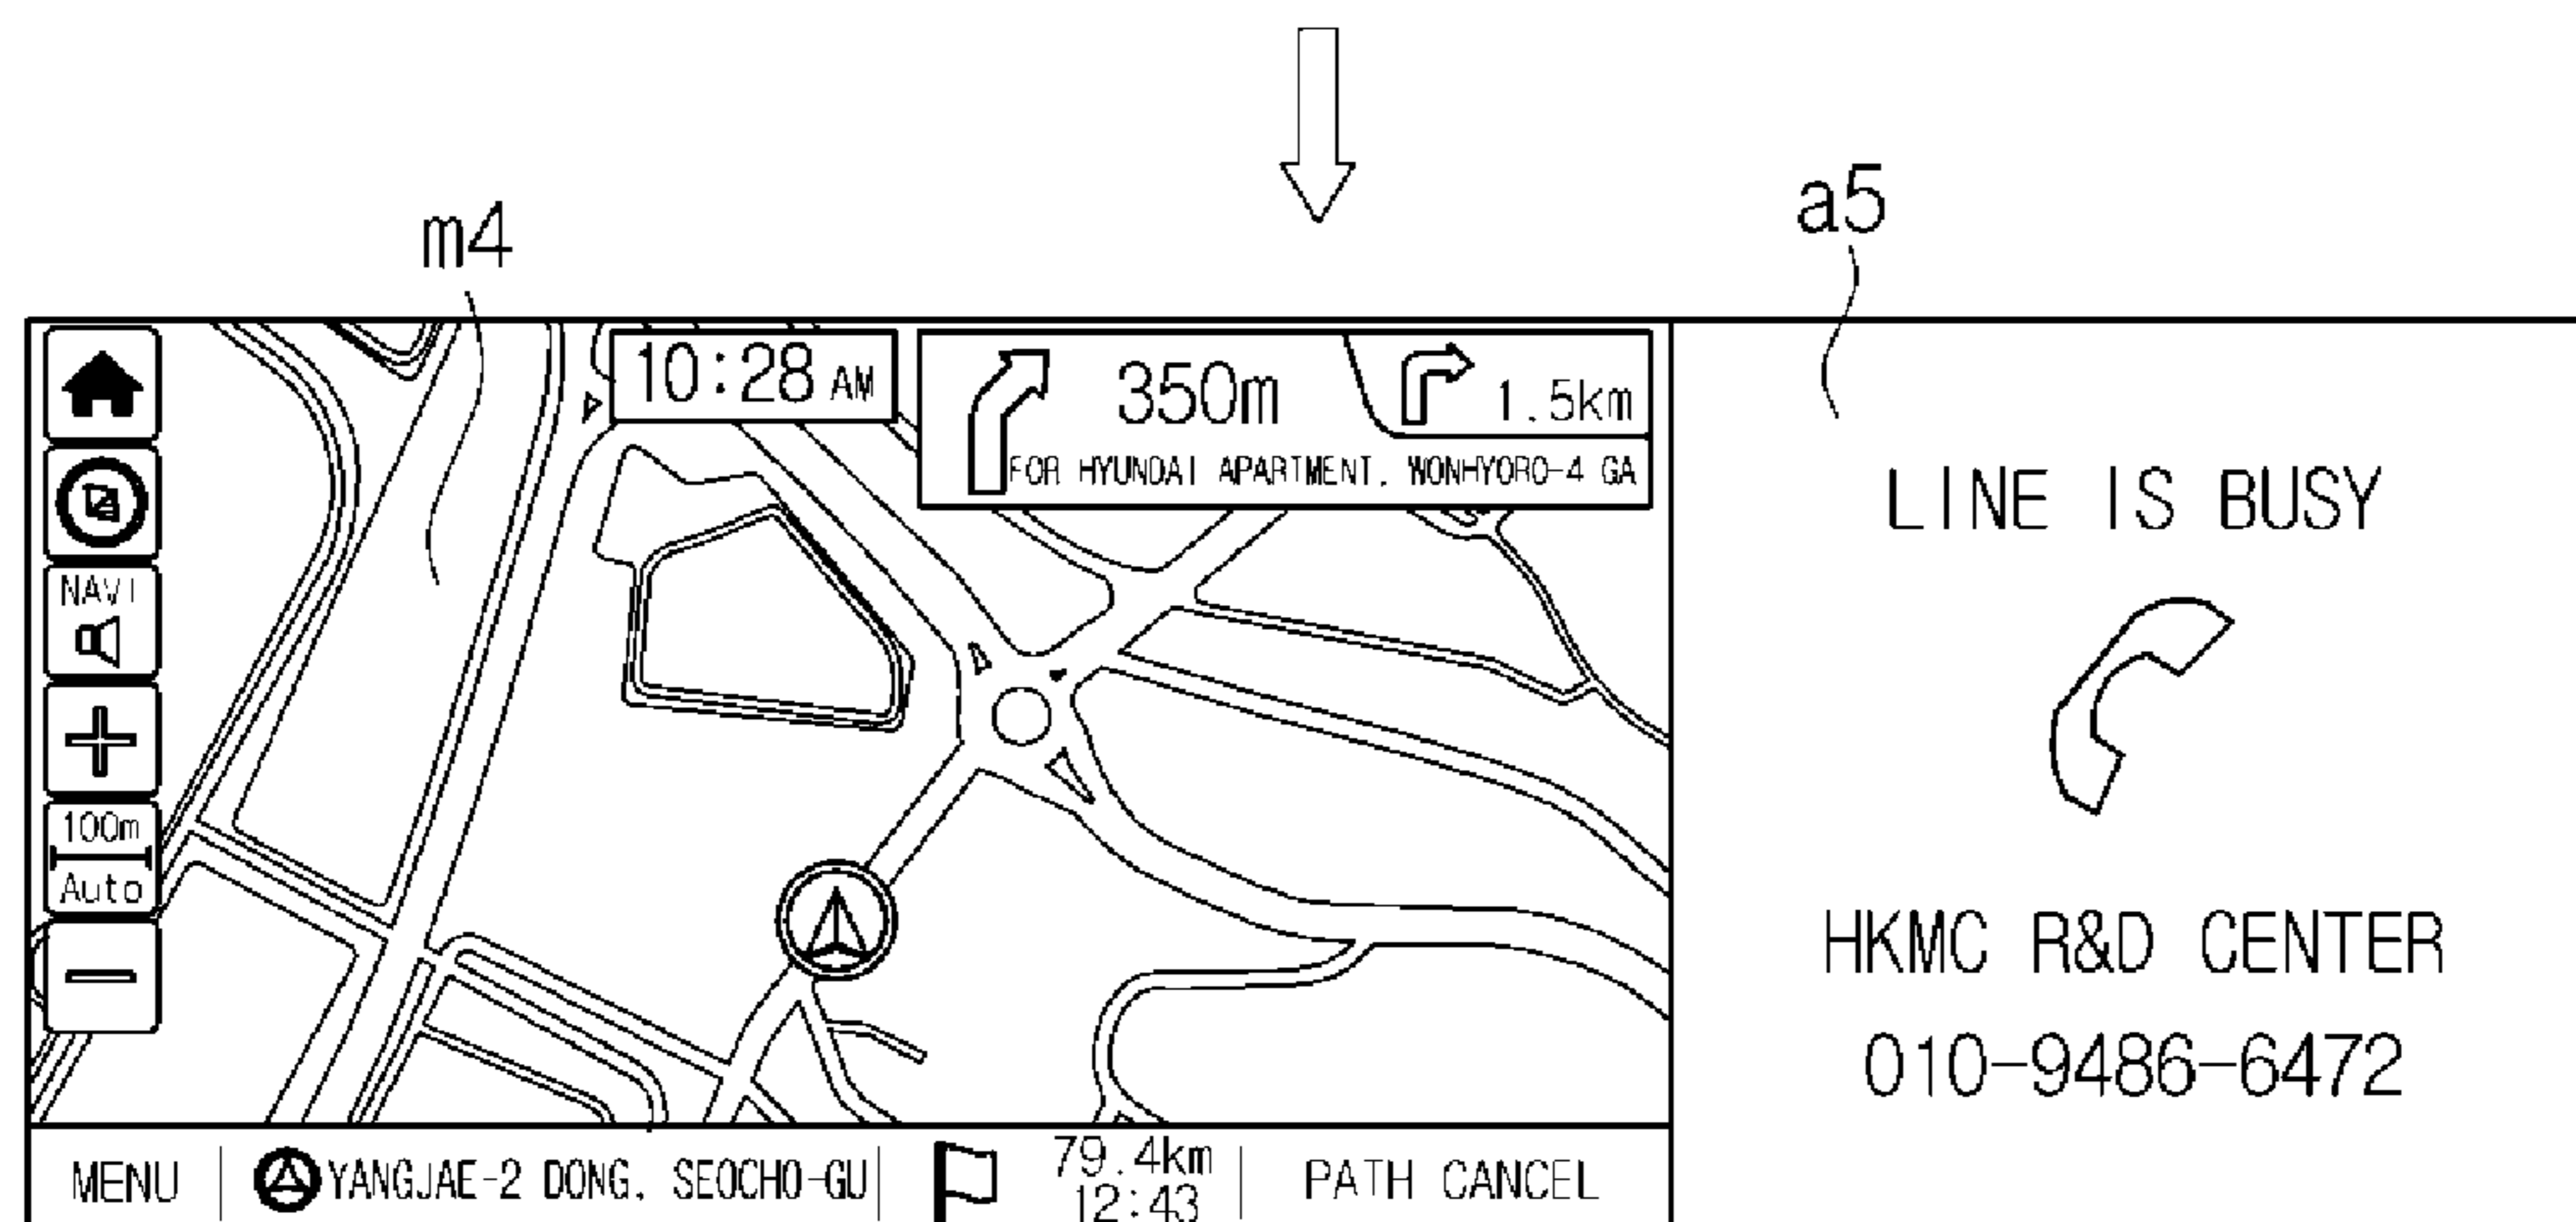 m4
a5
10:28 AM
350m
1.5km
FOR HYUNDAI APARTMENT, WONHYORO-4 GA
NAVI
100m
Auto
LINE IS BUSY
HKMC R&D CENTER
010-9486-6472
MENU
YANGJAE-2 DONG, SEOCHO-GU
79.4km
12:43
PATH CANCEL